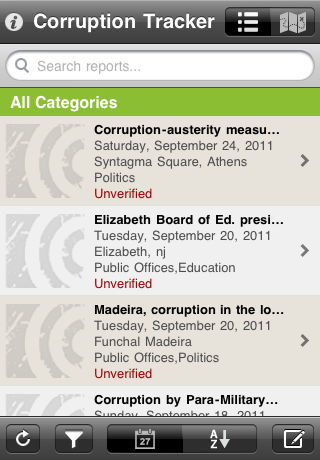 Corruption Tracker
Search reports...
All Categories
Corruption-austerity measu...
Saturday, September 24, 2011
Syntagma Square, Athens
Politics
Unverified
Elizabeth Board of Ed. presi...
Tuesday, September 20, 2011
Elizabeth, nj
Public Offices,Education
Unverified
Madeira, corruption in the lo...
Tuesday, September 20, 2011
Funchal Madeira
Public Offices,Politics
Unverified
Corruption by Para-Military...
Sunday, September 18, 2011
27
A
Z